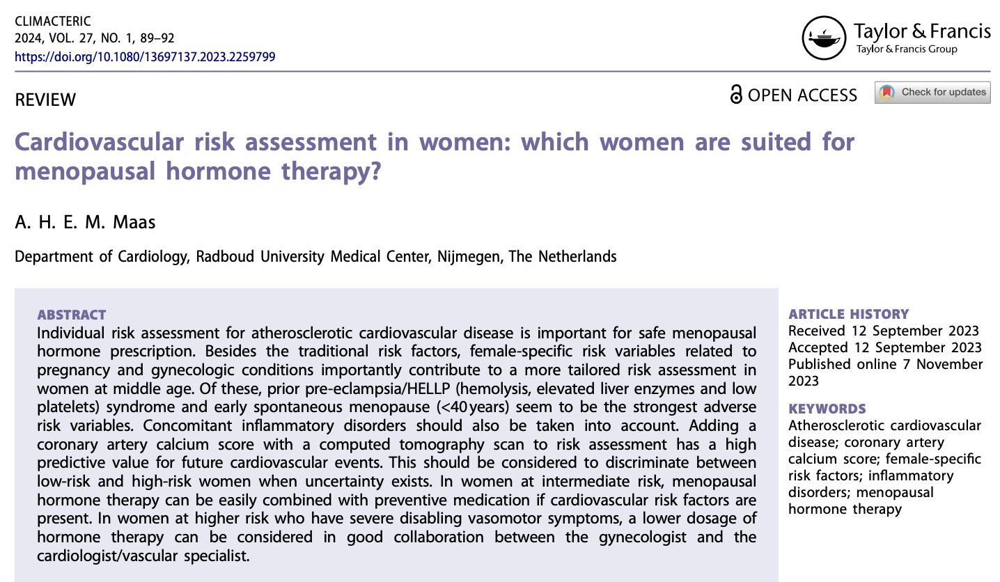 CLIMACTERIC
2024, VOL. 27, NO. 1, 89–92
https://doi.org/10.1080/13697137.2023.2259799
Taylor & Francis
Taylor & Francis Group
REVIEW
OPEN ACCESS
Check for updates
Cardiovascular risk assessment in women: which women are suited for
menopausal hormone therapy?
A. H. E. M. Maas
Department of Cardiology, Radboud University Medical Center, Nijmegen, The Netherlands
ABSTRACT
Individual risk assessment for atherosclerotic cardiovascular disease is important for safe menopausal
hormone prescription. Besides the traditional risk factors, female-specific risk variables related to
pregnancy and gynecologic conditions importantly contribute to a more tailored risk assessment in
women at middle age. Of these, prior pre-eclampsia/HELLP (hemolysis, elevated liver enzymes and low
platelets) syndrome and early spontaneous menopause (<40 years) seem to be the strongest adverse
risk variables. Concomitant inflammatory disorders should also be taken into account. Adding a
coronary artery calcium score with a computed tomography scan to risk assessment has a high
predictive value for future cardiovascular events. This should be considered to discriminate between
low-risk and high-risk women when uncertainty exists. In women at intermediate risk, menopausal
hormone therapy can be easily combined with preventive medication if cardiovascular risk factors are
present. In women at higher risk who have severe disabling vasomotor symptoms, a lower dosage of
hormone therapy can be considered in good collaboration between the gynecologist and the
cardiologist/vascular specialist.
ARTICLE HISTORY
Received 12 September 2023
Accepted 12 September 2023
Published online 7 November
2023
KEYWORDS
Atherosclerotic cardiovascular
disease; coronary artery
calcium score; female-specific
risk factors; inflammatory
disorders; menopausal
hormone therapy